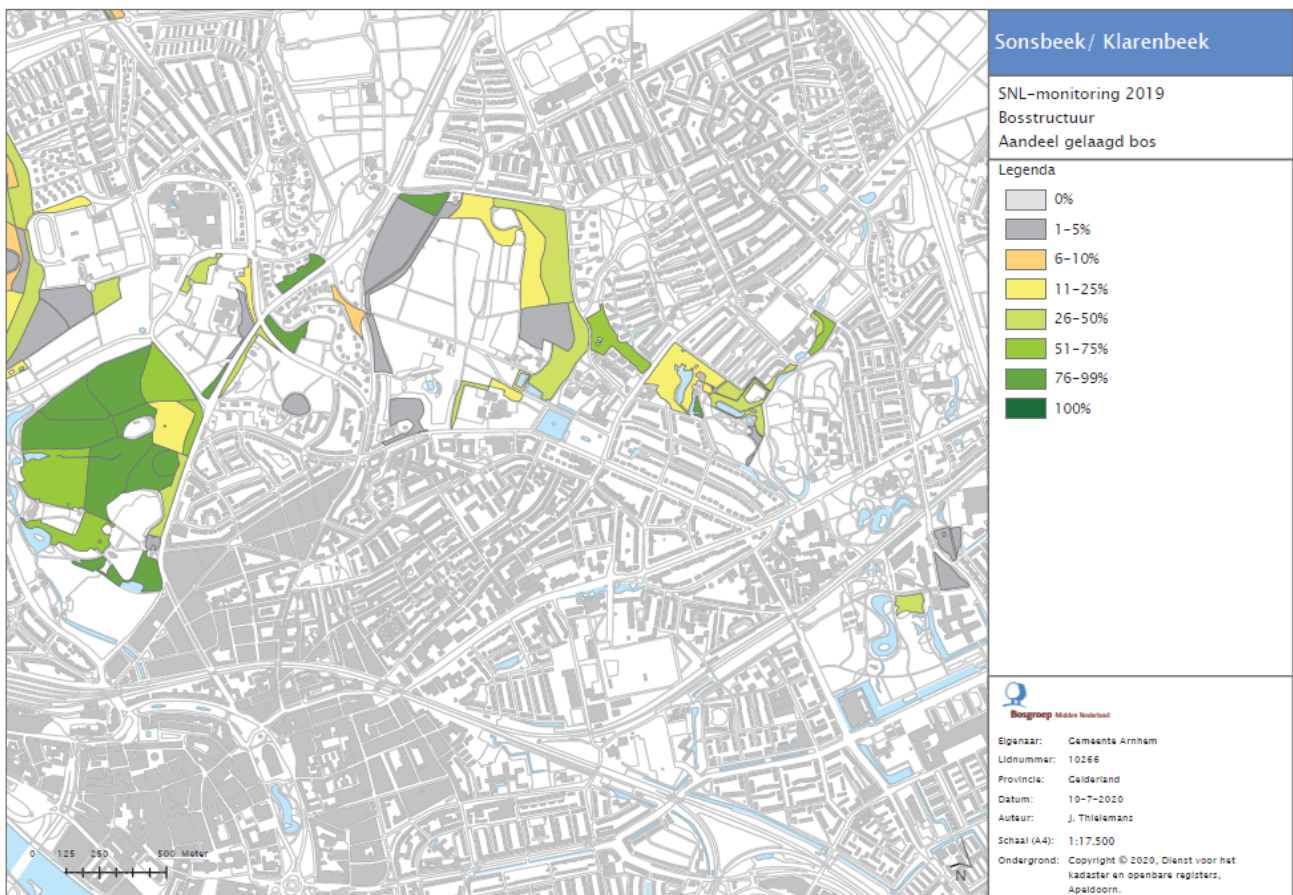 Sonsbeek/ Klarenbeek
SNL-monitoring 2019
Bosstructuur
Aandeel gelaagd bos
Legenda
0%
1-5%
6-10%
11-25%
26-50%
51-75%
76-99%
100%
Bosgroep Midden Nederland
Eigenaar: Gemeente Arnhem
Lidnummer: 10266
Provincie: Gelderland
Datum: 10-7-2020
Auteur: J. Thielemans
Schaal (A4): 1:17.500
Ondergrond: Copyright © 2020, Dienst voor het
kadaster en openbare registers,
Apeldoorn.
0 125 250 500 Meter
N